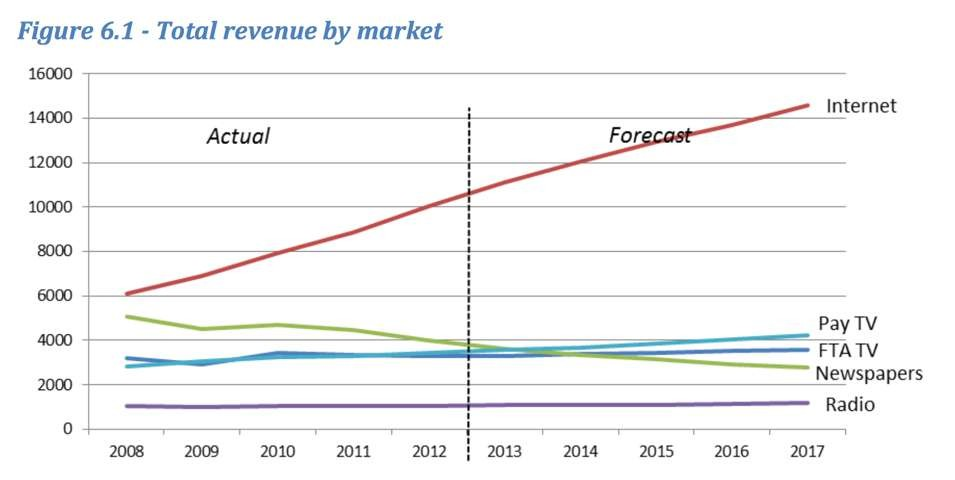 Figure 6.1 - Total revenue by market
16000
14000
12000
10000
8000
6000
4000
2000
0
Actual
Forecast
Internet
Pay TV
FTA TV
Newspapers
Radio
2008 2009 2010 2011 2012 2013 2014 2015 2016 2017